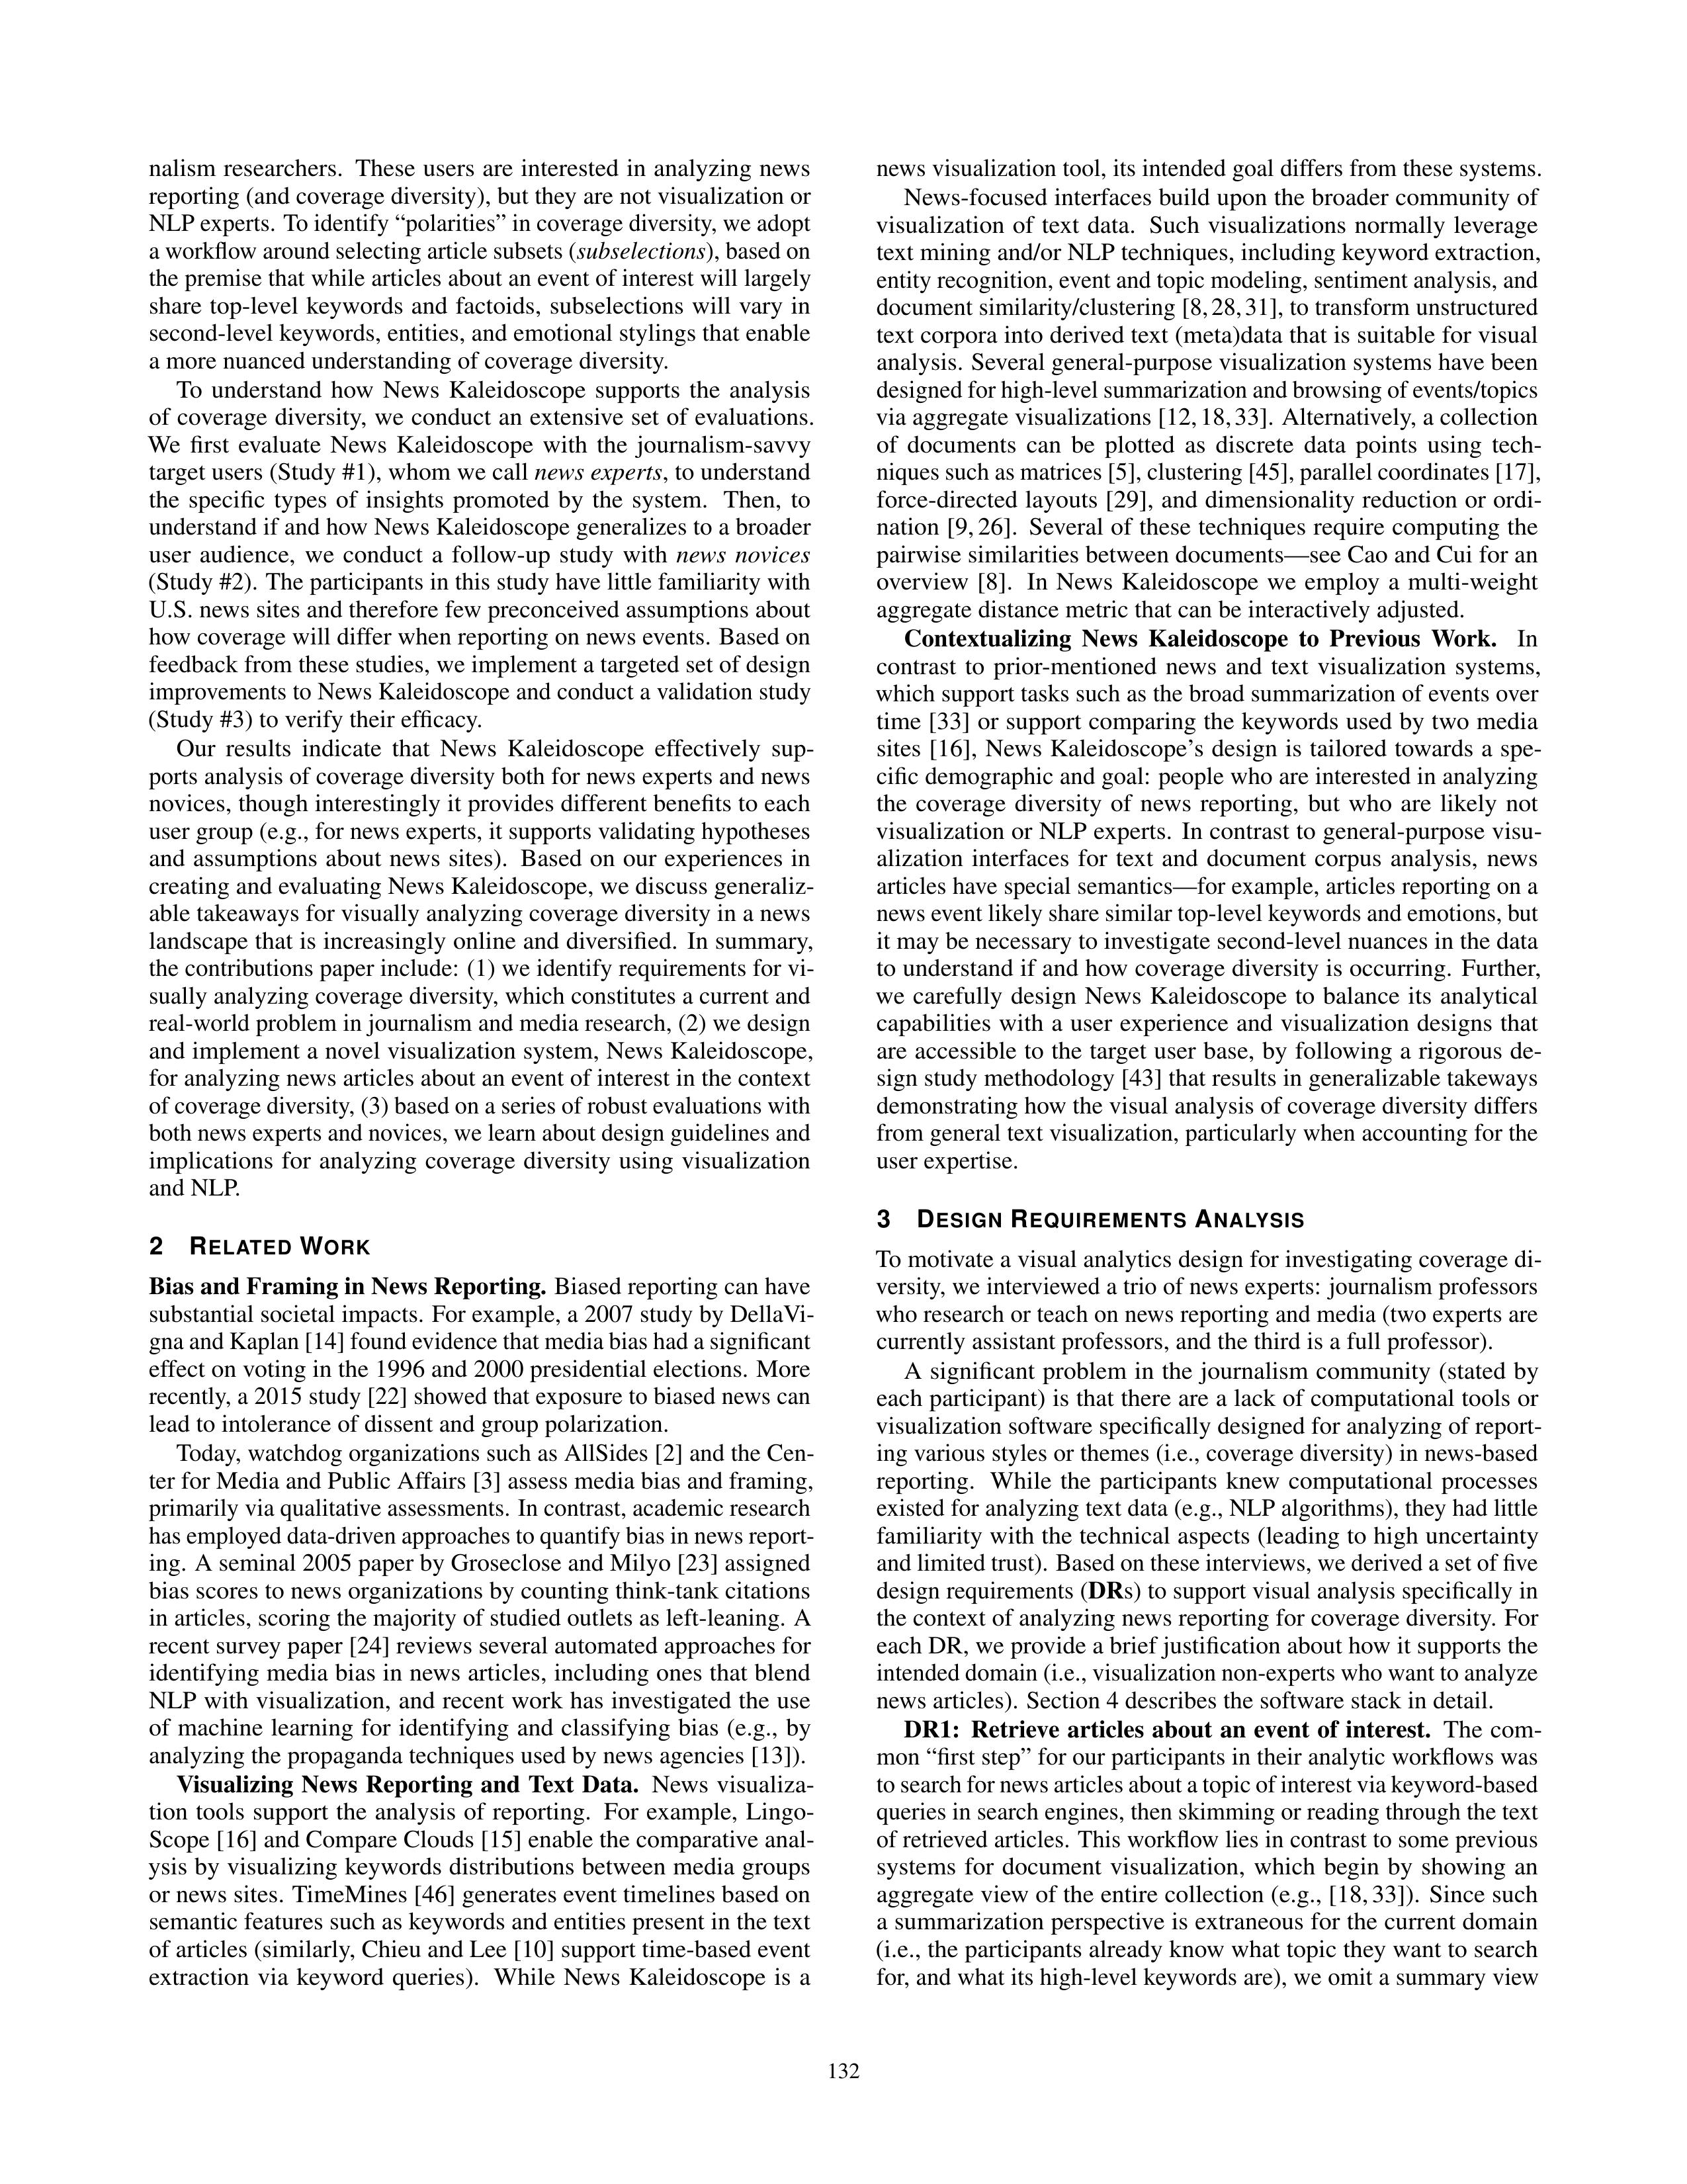 nalism researchers. These users are interested in analyzing news
reporting (and coverage diversity), but they are not visualization or
NLP experts. To identify “polarities” in coverage diversity, we adopt
a workflow around selecting article subsets (subselections), based on
the premise that while articles about an event of interest will largely
share top-level keywords and factoids, subselections will vary in
second-level keywords, entities, and emotional stylings that enable
a more nuanced understanding of coverage diversity.
To understand how News Kaleidoscope supports the analysis
of coverage diversity, we conduct an extensive set of evaluations.
We first evaluate News Kaleidoscope with the journalism-savvy
target users (Study #1), whom we call news experts, to understand
the specific types of insights promoted by the system. Then, to
understand if and how News Kaleidoscope generalizes to a broader
user audience, we conduct a follow-up study with news novices
(Study #2). The participants in this study have little familiarity with
U.S. news sites and therefore few preconceived assumptions about
how coverage will differ when reporting on news events. Based on
feedback from these studies, we implement a targeted set of design
improvements to News Kaleidoscope and conduct a validation study
(Study #3) to verify their efficacy.
Our results indicate that News Kaleidoscope effectively sup-
ports analysis of coverage diversity both for news experts and news
novices, though interestingly it provides different benefits to each
user group (e.g., for news experts, it supports validating hypotheses
and assumptions about news sites). Based on our experiences in
creating and evaluating News Kaleidoscope, we discuss generaliz-
able takeaways for visually analyzing coverage diversity in a news
landscape that is increasingly online and diversified. In summary,
the contributions paper include: (1) we identify requirements for vi-
sually analyzing coverage diversity, which constitutes a current and
real-world problem in journalism and media research, (2) we design
and implement a novel visualization system, News Kaleidoscope,
for analyzing news articles about an event of interest in the context
of coverage diversity, (3) based on a series of robust evaluations with
both news experts and novices, we learn about design guidelines and
implications for analyzing coverage diversity using visualization
and NLP.
2 RELATED WORK
Bias and Framing in News Reporting. Biased reporting can have
substantial societal impacts. For example, a 2007 study by DellaVi-
gna and Kaplan [14] found evidence that media bias had a significant
effect on voting in the 1996 and 2000 presidential elections. More
recently, a 2015 study [22] showed that exposure to biased news can
lead to intolerance of dissent and group polarization.
Today, watchdog organizations such as AllSides [2] and the Cen-
ter for Media and Public Affairs [3] assess media bias and framing,
primarily via qualitative assessments. In contrast, academic research
has employed data-driven approaches to quantify bias in news report-
ing. A seminal 2005 paper by Groseclose and Milyo [23] assigned
bias scores to news organizations by counting think-tank citations
in articles, scoring the majority of studied outlets as left-leaning. A
recent survey paper [24] reviews several automated approaches for
identifying media bias in news articles, including ones that blend
NLP with visualization, and recent work has investigated the use
of machine learning for identifying and classifying bias (e.g., by
analyzing the propaganda techniques used by news agencies [13]).
Visualizing News Reporting and Text Data. News visualiza-
tion tools support the analysis of reporting. For example, Lingo-
Scope [16] and Compare Clouds [15] enable the comparative anal-
ysis by visualizing keywords distributions between media groups
or news sites. TimeMines [46] generates event timelines based on
semantic features such as keywords and entities present in the text
of articles (similarly, Chieu and Lee [10] support time-based event
extraction via keyword queries). While News Kaleidoscope is a
news visualization tool, its intended goal differs from these systems.
News-focused interfaces build upon the broader community of
visualization of text data. Such visualizations normally leverage
text mining and/or NLP techniques, including keyword extraction,
entity recognition, event and topic modeling, sentiment analysis, and
document similarity/clustering [8, 28, 31], to transform unstructured
text corpora into derived text (meta)data that is suitable for visual
analysis. Several general-purpose visualization systems have been
designed for high-level summarization and browsing of events/topics
via aggregate visualizations [12, 18, 33]. Alternatively, a collection
of documents can be plotted as discrete data points using tech-
niques such as matrices [5], clustering [45], parallel coordinates [17],
force-directed layouts [29], and dimensionality reduction or ordi-
nation [9, 26]. Several of these techniques require computing the
pairwise similarities between documents—see Cao and Cui for an
overview [8]. In News Kaleidoscope we employ a multi-weight
aggregate distance metric that can be interactively adjusted.
Contextualizing News Kaleidoscope to Previous Work. In
contrast to prior-mentioned news and text visualization systems,
which support tasks such as the broad summarization of events over
time [33] or support comparing the keywords used by two media
sites [16], News Kaleidoscope’s design is tailored towards a spe-
cific demographic and goal: people who are interested in analyzing
the coverage diversity of news reporting, but who are likely not
visualization or NLP experts. In contrast to general-purpose visu-
alization interfaces for text and document corpus analysis, news
articles have special semantics—for example, articles reporting on a
news event likely share similar top-level keywords and emotions, but
it may be necessary to investigate second-level nuances in the data
to understand if and how coverage diversity is occurring. Further,
we carefully design News Kaleidoscope to balance its analytical
capabilities with a user experience and visualization designs that
are accessible to the target user base, by following a rigorous de-
sign study methodology [43] that results in generalizable takeways
demonstrating how the visual analysis of coverage diversity differs
from general text visualization, particularly when accounting for the
user expertise.
3 DESIGN REQUIREMENTS ANALYSIS
To motivate a visual analytics design for investigating coverage di-
versity, we interviewed a trio of news experts: journalism professors
who research or teach on news reporting and media (two experts are
currently assistant professors, and the third is a full professor).
A significant problem in the journalism community (stated by
each participant) is that there are a lack of computational tools or
visualization software specifically designed for analyzing of report-
ing various styles or themes (i.e., coverage diversity) in news-based
reporting. While the participants knew computational processes
existed for analyzing text data (e.g., NLP algorithms), they had little
familiarity with the technical aspects (leading to high uncertainty
and limited trust). Based on these interviews, we derived a set of five
design requirements (DRs) to support visual analysis specifically in
the context of analyzing news reporting for coverage diversity. For
each DR, we provide a brief justification about how it supports the
intended domain (i.e., visualization non-experts who want to analyze
news articles). Section 4 describes the software stack in detail.
DR1: Retrieve articles about an event of interest. The com-
mon “first step” for our participants in their analytic workflows was
to search for news articles about a topic of interest via keyword-based
queries in search engines, then skimming or reading through the text
of retrieved articles. This workflow lies in contrast to some previous
systems for document visualization, which begin by showing an
aggregate view of the entire collection (e.g., [18, 33]). Since such
a summarization perspective is extraneous for the current domain
(i.e., the participants already know what topic they want to search
for, and what its high-level keywords are), we omit a summary view
132